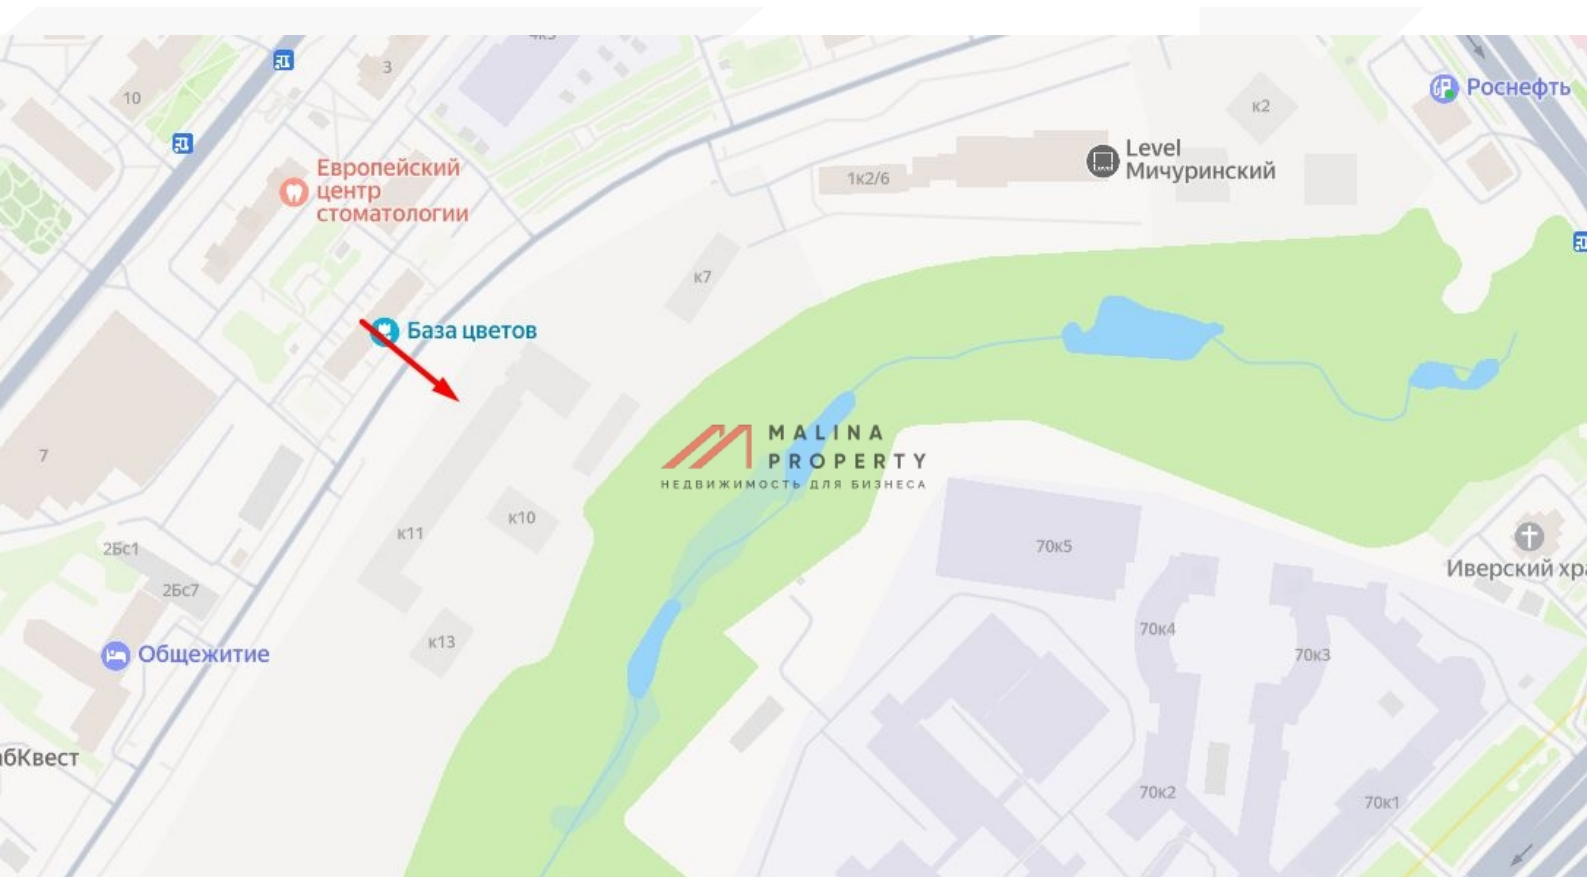 3
10
Роснефть
к2
Level
Мичуринский
Европейский
центр
стоматологии
1к2/6
к7
База цветов
MALINA
PROPERTY
НЕДВИЖИМОСТЬ ДЛЯ БИЗНЕСА
7
к10
к11
2Бс1
70к5
Иверский хра
2Бс7
к13
70к4
70к3
Общежитие
бКвест
70к2
70к1